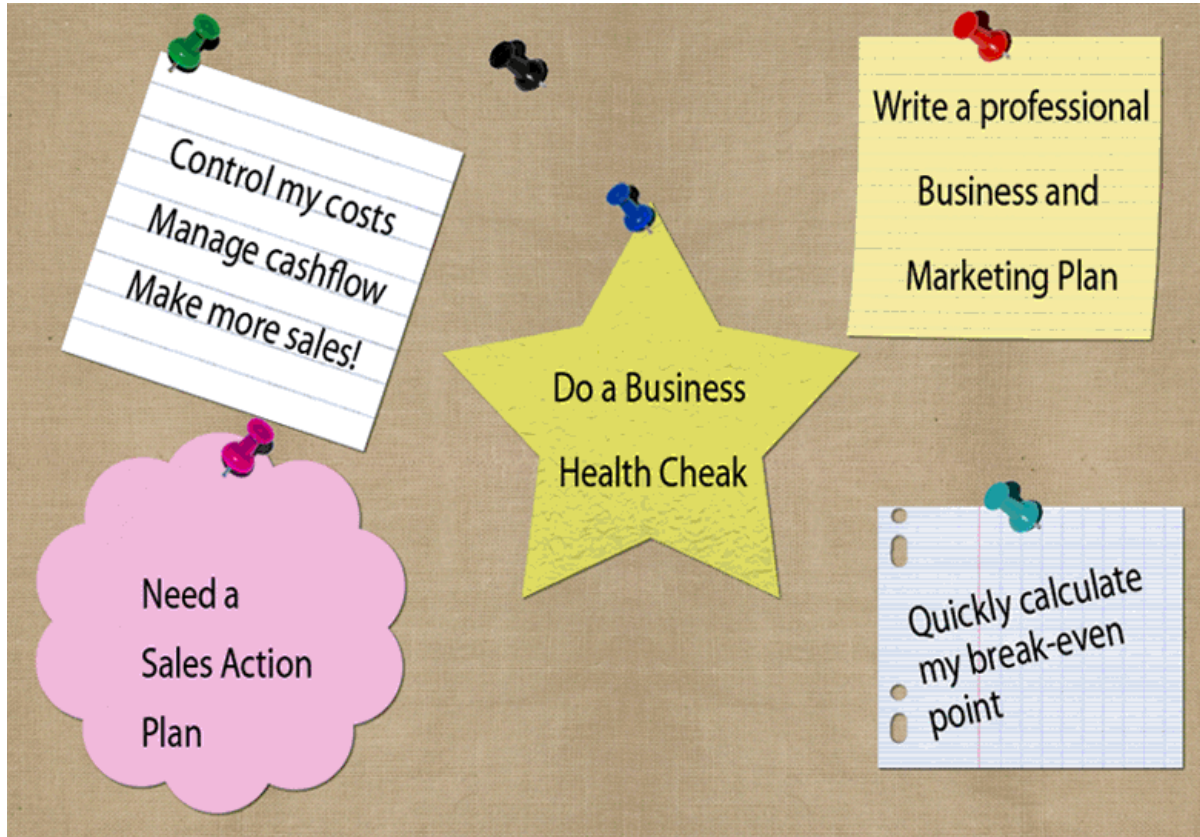 Control my costs
Manage cashflow
Make more sales!
Write a professional
Business and
Marketing Plan
Do a Business
Health Cheak
Need a
Sales Action
Plan
Quickly calculate
my break-even
point